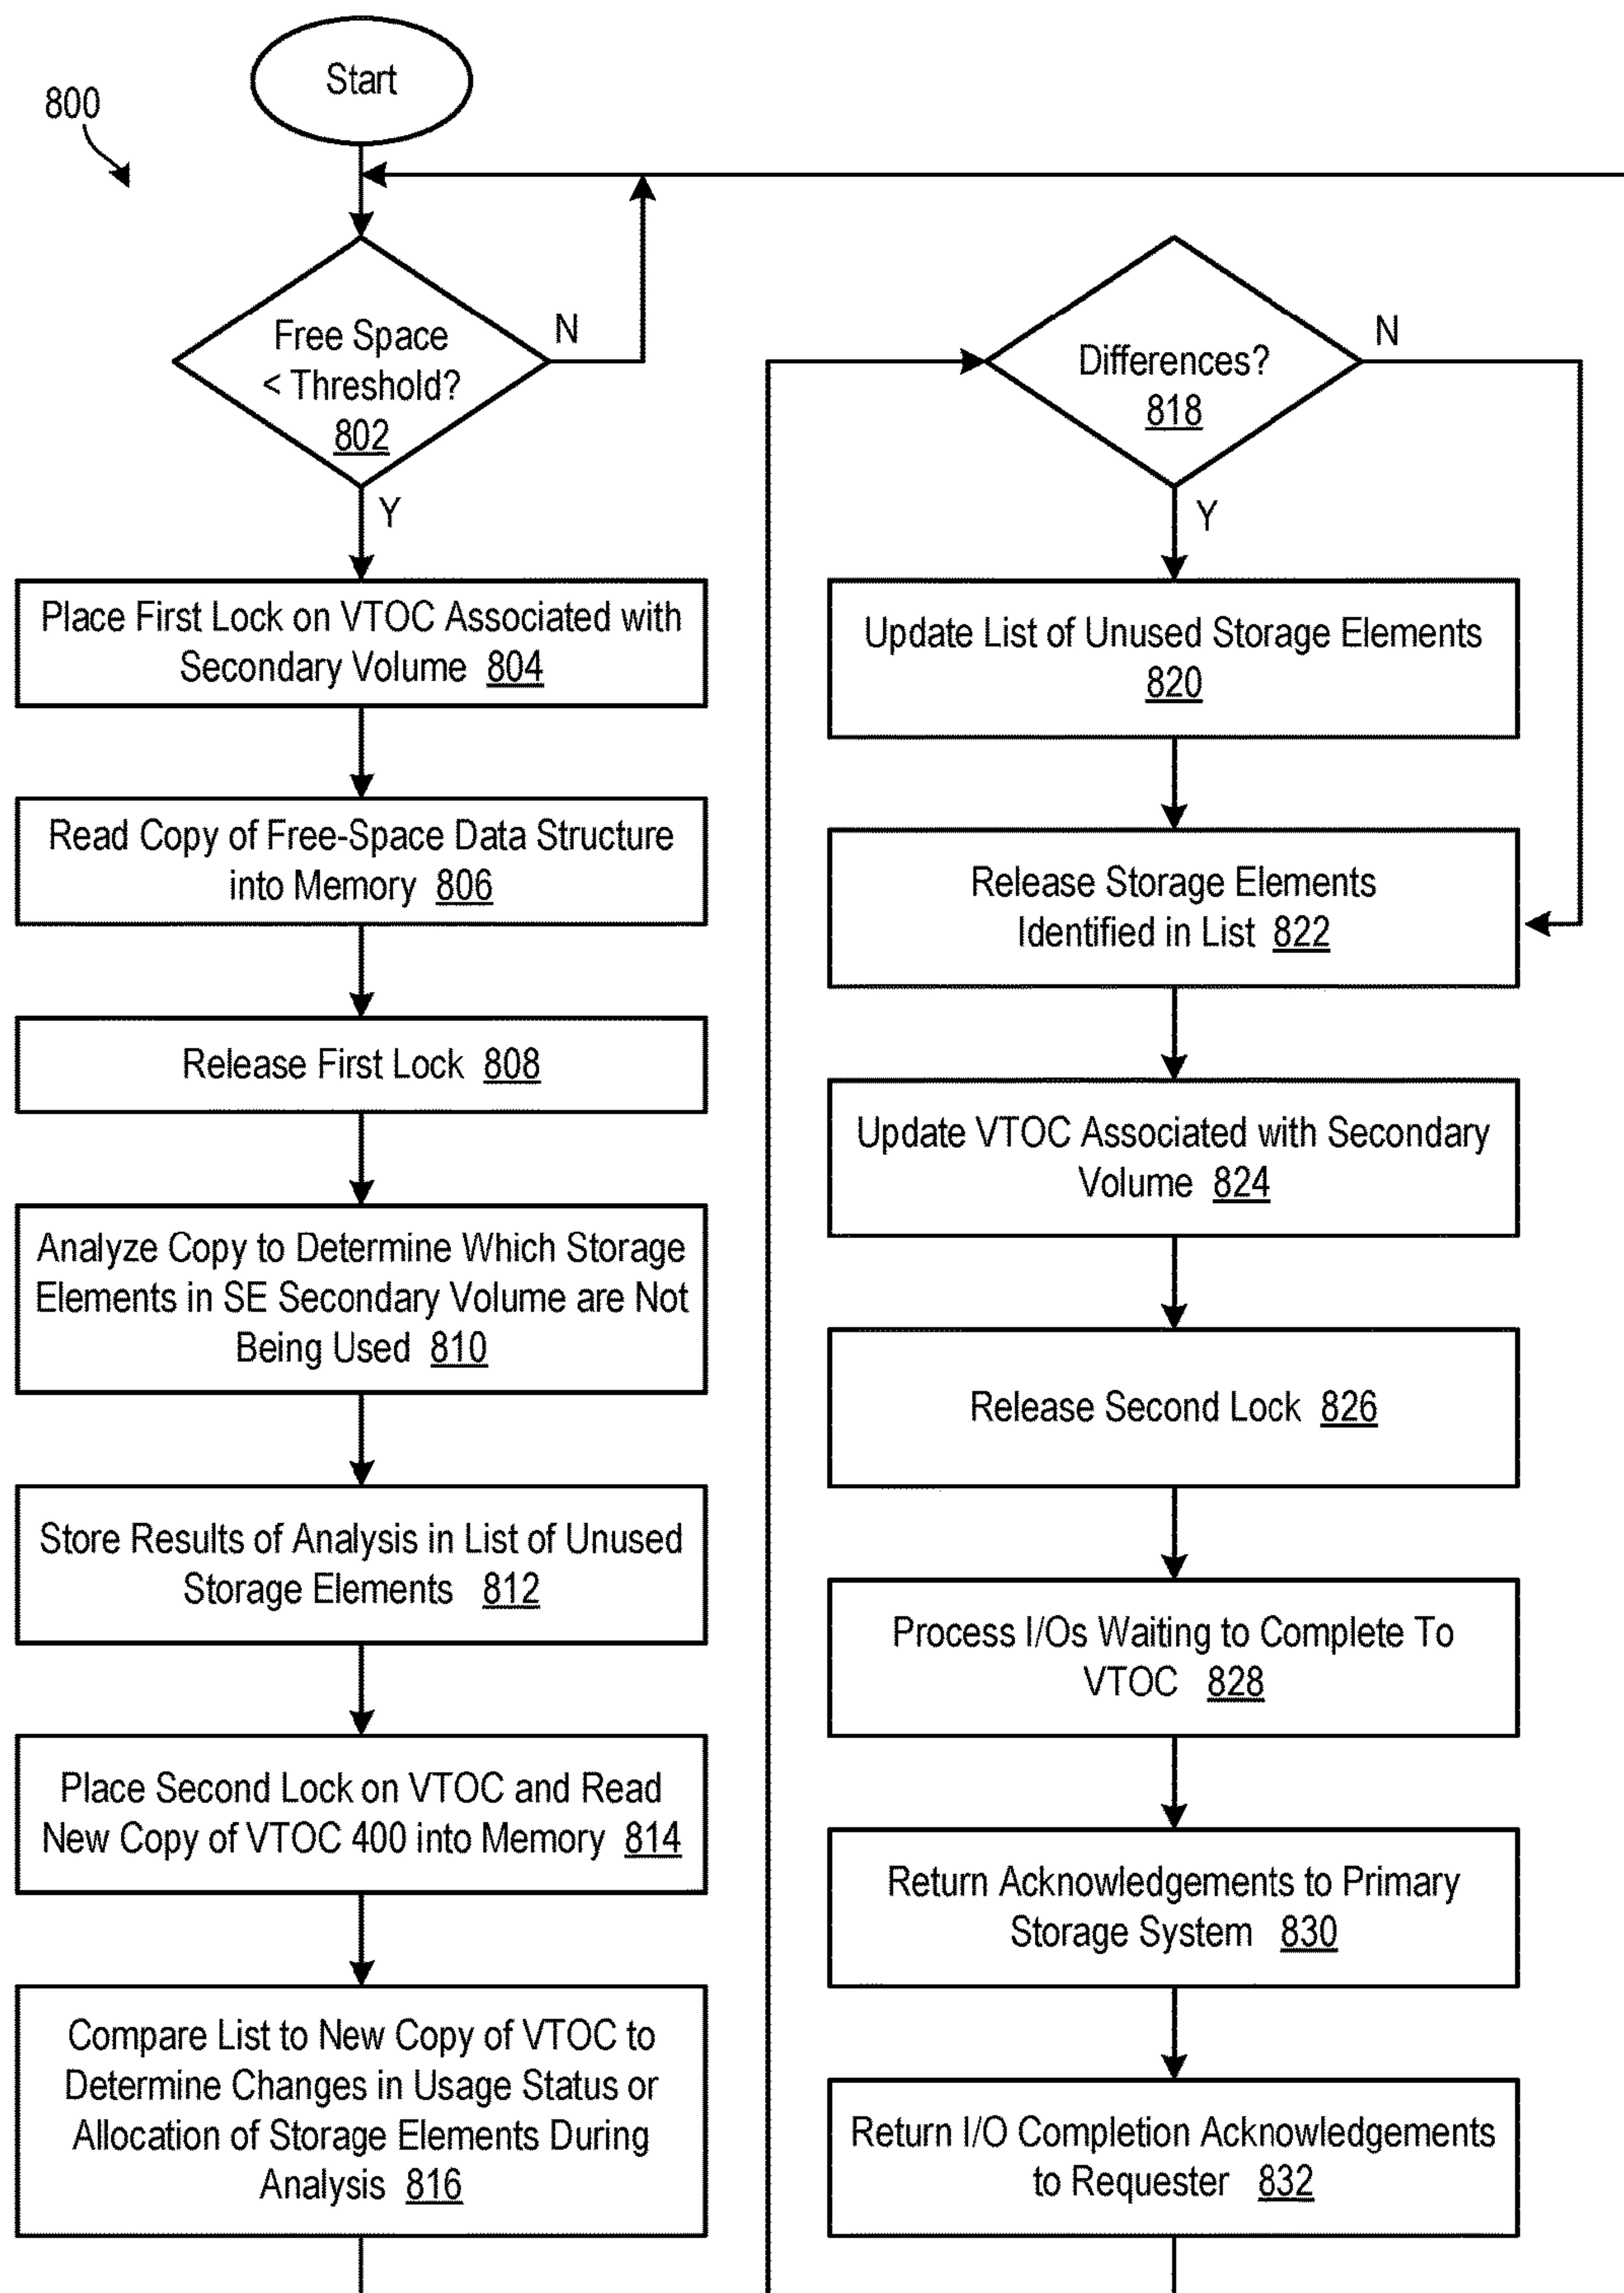 Start
800
Free Space
< Threshold?
802
N
Y
Place First Lock on VTOC Associated with
Secondary Volume 804
Read Copy of Free-Space Data Structure
into Memory 806
Release First Lock 808
Analyze Copy to Determine Which Storage
Elements in SE Secondary Volume are Not
Being Used 810
Store Results of Analysis in List of Unused
Storage Elements 812
Place Second Lock on VTOC and Read
New Copy of VTOC 400 into Memory 814
Compare List to New Copy of VTOC to
Determine Changes in Usage Status or
Allocation of Storage Elements During
Analysis 816
Differences?
818
N
Y
Update List of Unused Storage Elements
820
Release Storage Elements
Identified in List 822
Update VTOC Associated with Secondary
Volume 824
Release Second Lock 826
Process I/Os Waiting to Complete To
VTOC 828
Return Acknowledgements to Primary
Storage System 830
Return I/O Completion Acknowledgements
to Requester 832